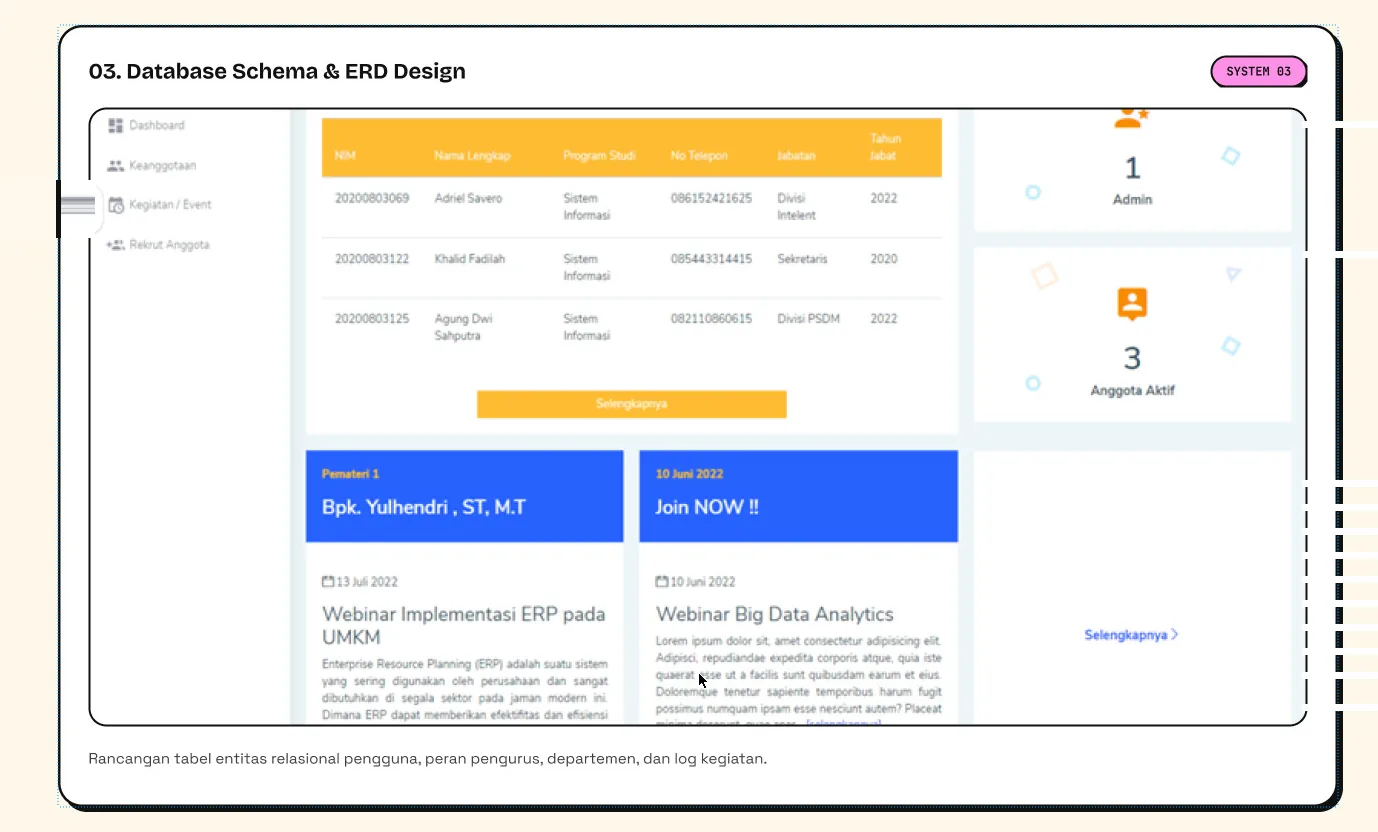 03. Database Schema & ERD Design
SYSTEM 03
Dashboard
Keanggotaan
Kegiatan / Event
Rekrut Anggota
NIM Nama Lengkap Program Studi No Telepon Jabatan Tahun Jabat
20200803069 Adriel Savero Sistem Informasi 086152421625 Divisi Intelent 2022
20200803122 Khalid Fadilah Sistem Informasi 085443314415 Sekretaris 2020
20200803125 Agung Dwi Sahputra Sistem Informasi 082110860615 Divisi PSDM 2022
Selengkapnya
1
Admin
3
Anggota Aktif
Pemateri 1
Bpk. Yulhendri , ST, M.T
13 Juli 2022
Webinar Implementasi ERP pada
UMKM
Enterprise Resource Planning (ERP) adalah suatu sistem
yang sering digunakan oleh perusahaan dan sangat
dibutuhkan di segala sektor pada jaman modern ini.
Dimana ERP dapat memberikan efektifitas dan efisiensi
10 Juni 2022
Join NOW !!
10 Juni 2022
Webinar Big Data Analytics
Lorem ipsum dolor sit, amet consectetur adipisicing elit.
Adipisci, repudiandae expedita corporis atque, quia iste
quaerat esse ut a facilis sunt quibusdam earum et eius.
Doloremque tenetur sapiente temporibus harum fugit
possimus numquam ipsam esse nesciunt autem? Placeat
Selengkapnya
Rancangan tabel entitas relasional pengguna, peran pengurus, departemen, dan log kegiatan.